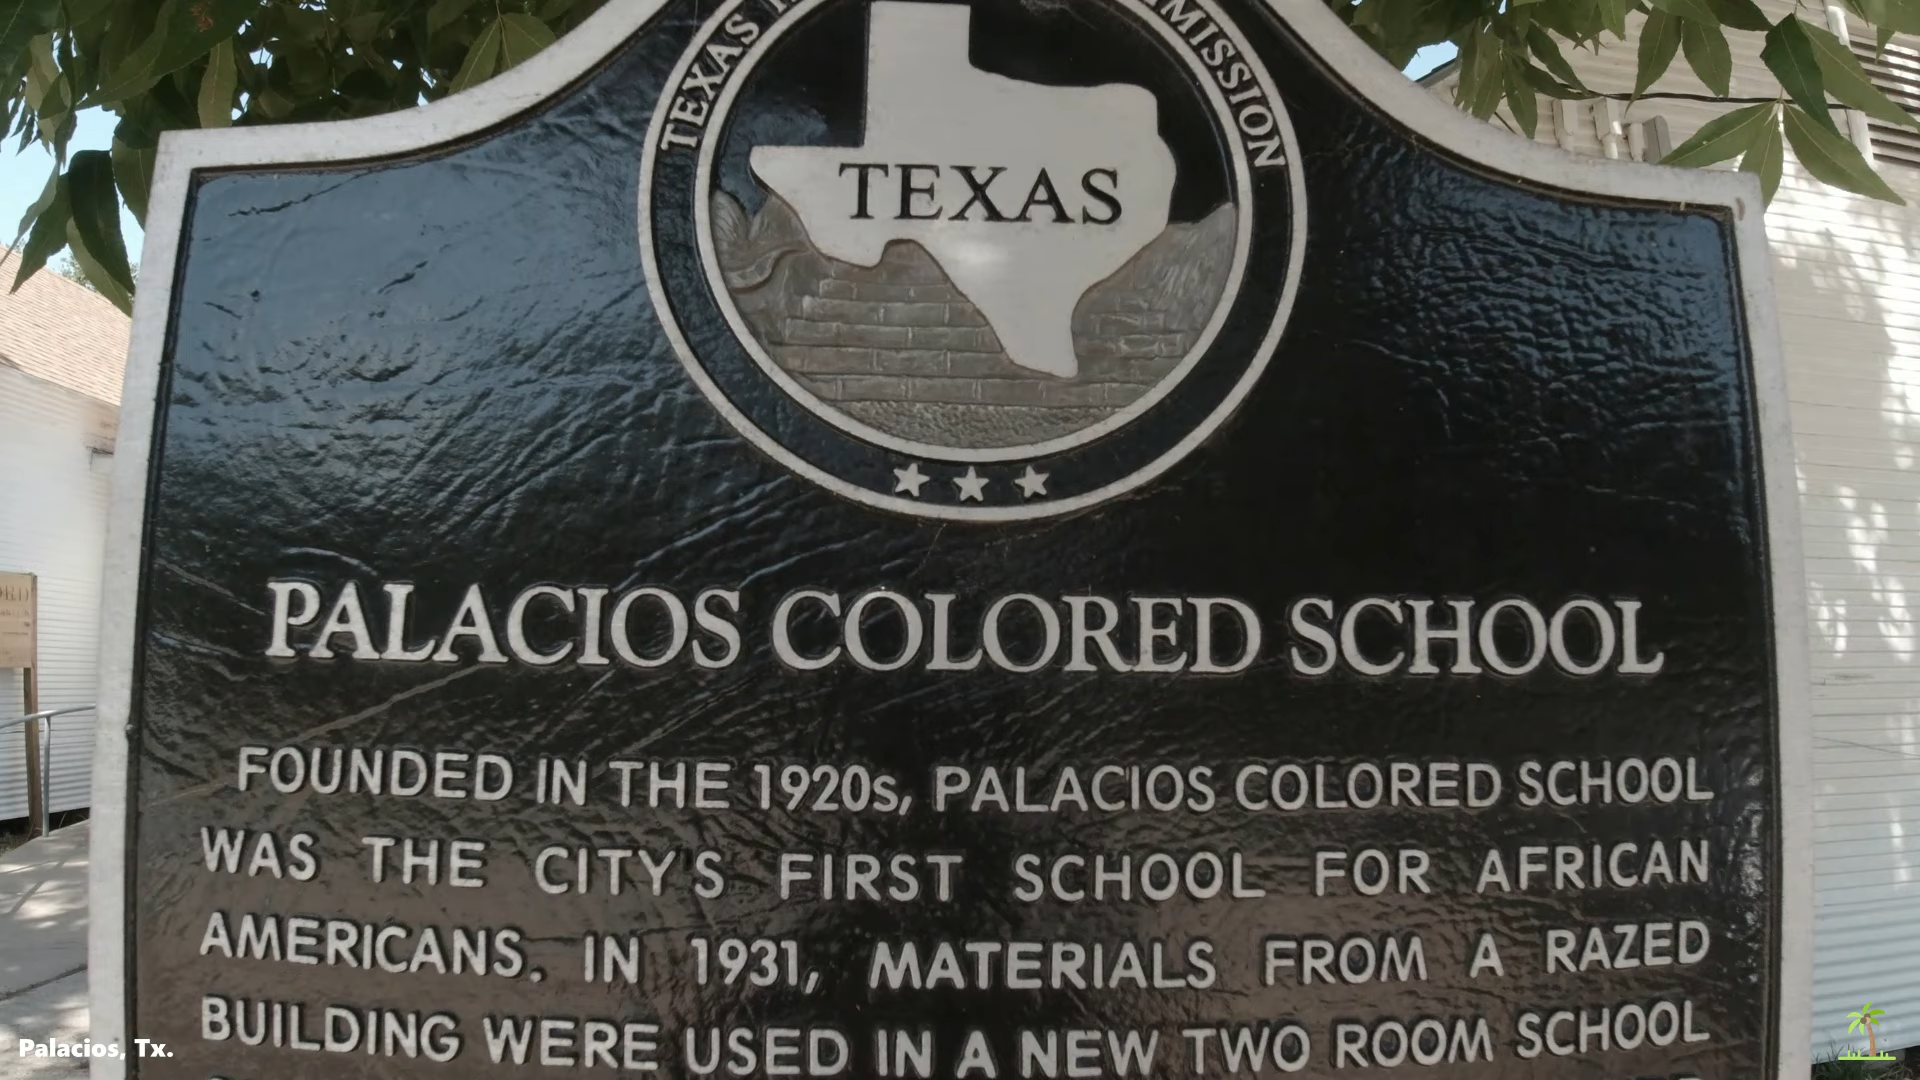 TEXAS
MISSION
TEXAS
PALACIOS COLORED SCHOOL
FOUNDED IN THE 1920s, PALACIOS COLORED SCHOOL
WAS THE CITY'S FIRST SCHOOL FOR AFRICAN
AMERICANS. IN 1931, MATERIALS FROM A RAZED
BUILDING WERE USED IN A NEW TWO ROOM SCHOOL
Palacios, Tx.